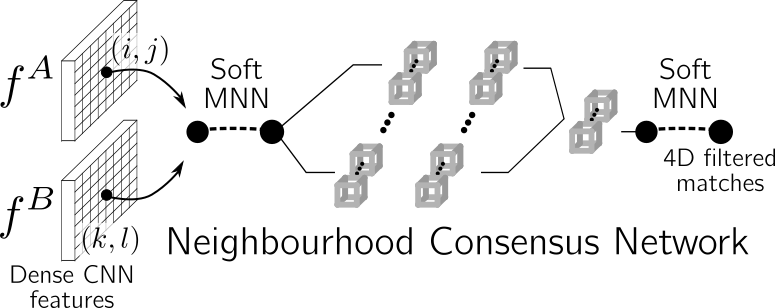 f^A
(i, j)
f^B
(k, l)
Dense CNN
features
Soft
MNN
Soft
MNN
4D filtered
matches
Neighbourhood Consensus Network